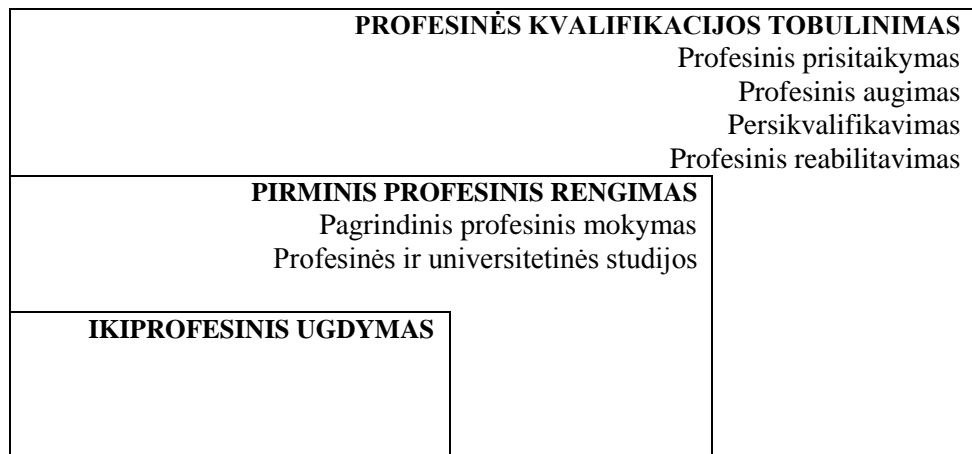 PROFESINĖS KVALIFIKACIJOS TOBULINIMAS
Profesinis prisitaikymas
Profesinis augimas
Persikvalifikavimas
Profesinis reabilitavimas
PIRMINIS PROFESINIS RENGIMAS
Pagrindinis profesinis mokymas
Profesinės ir universitetinės studijos
IKIPROFESINIS UGDYMAS